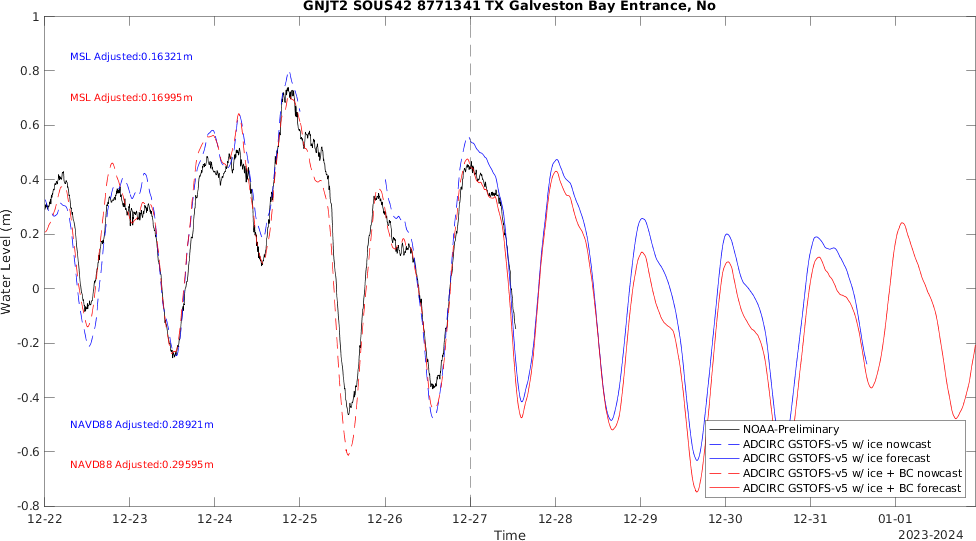 GNJT2 SOUS42 8771341 TX Galveston Bay Entrance, No
1
0.8
0.6
0.4
0.2
0
-0.2
-0.4
-0.6
-0.8
Water Level (m)
MSL Adjusted:0.16321m
MSL Adjusted:0.16995m
NAVD88 Adjusted:0.28921m
NAVD88 Adjusted:0.29595m
NOAA-Preliminary
ADCIRC GSTOFS-v5 w/ ice nowcast
ADCIRC GSTOFS-v5 w/ ice forecast
ADCIRC GSTOFS-v5 w/ ice + BC nowcast
ADCIRC GSTOFS-v5 w/ ice + BC forecast
12-22 12-23 12-24 12-25 12-26 12-27 12-28 12-29 12-30 12-31 01-01
Time
2023-2024